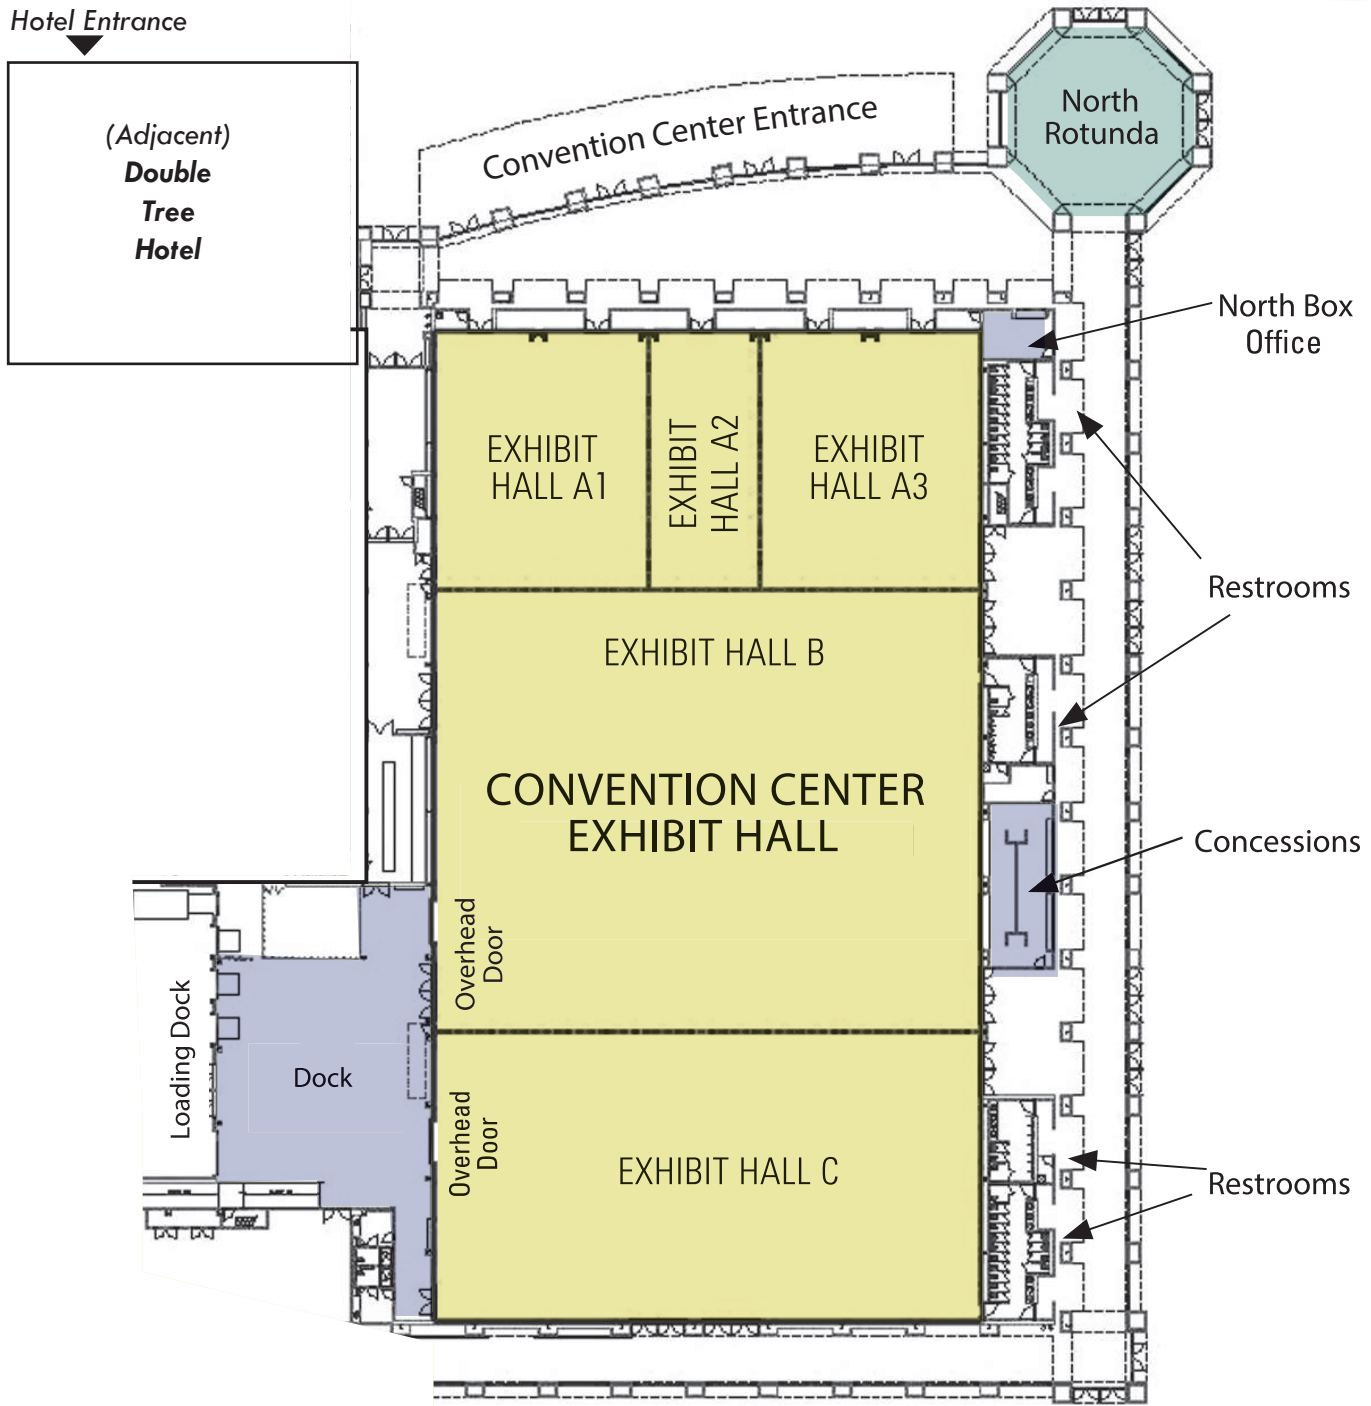 Hotel Entrance
(Adjacent)
Double
Tree
Hotel
Convention Center Entrance
North
Rotunda
North Box
Office
EXHIBIT
HALL A1
EXHIBIT
HALL A2
EXHIBIT
HALL A3
Restrooms
EXHIBIT HALL B
CONVENTION CENTER
EXHIBIT HALL
Concessions
Overhead
Door
Loading Dock
Dock
Overhead
Door
EXHIBIT HALL C
Restrooms